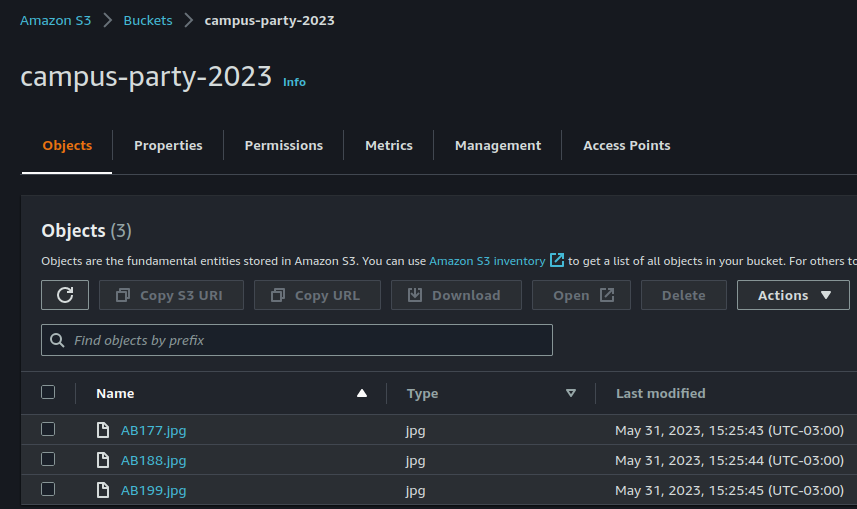 Amazon S3 > Buckets > campus-party-2023
campus-party-2023 Info
Objects Properties Permissions Metrics Management Access Points
Objects (3)
Objects are the fundamental entities stored in Amazon S3. You can use Amazon S3 inventory to get a list of all objects in your bucket. For others to
Copy S3 URI Copy URL Download Open Delete Actions
Find objects by prefix
Name Type Last modified
AB177.jpg jpg May 31, 2023, 15:25:43 (UTC-03:00)
AB188.jpg jpg May 31, 2023, 15:25:44 (UTC-03:00)
AB199.jpg jpg May 31, 2023, 15:25:45 (UTC-03:00)